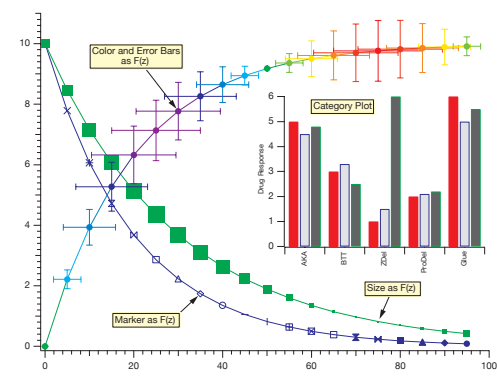 10
8
6
4
2
0
Color and Error Bars
as F(z)
Category Plot
Drug Response
6
5
4
3
2
1
0
AKA
BTT
ZDel
ProDel
Glue
Size as F(z)
Marker as F(z)
0
20
40
60
80
100